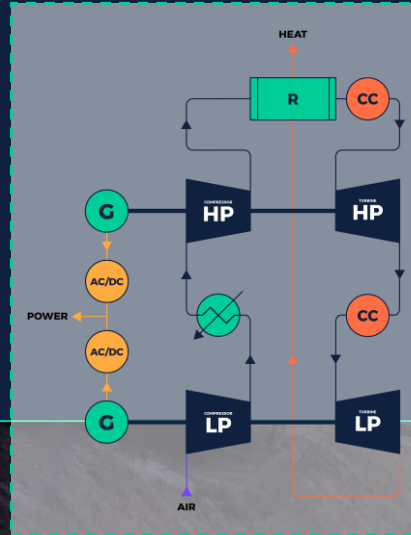 HEAT
R
CC
COMPRESSOR
HP
TURBINE
HP
G
AC/DC
POWER
CC
AC/DC
G
COMPRESSOR
LP
TURBINE
LP
AIR